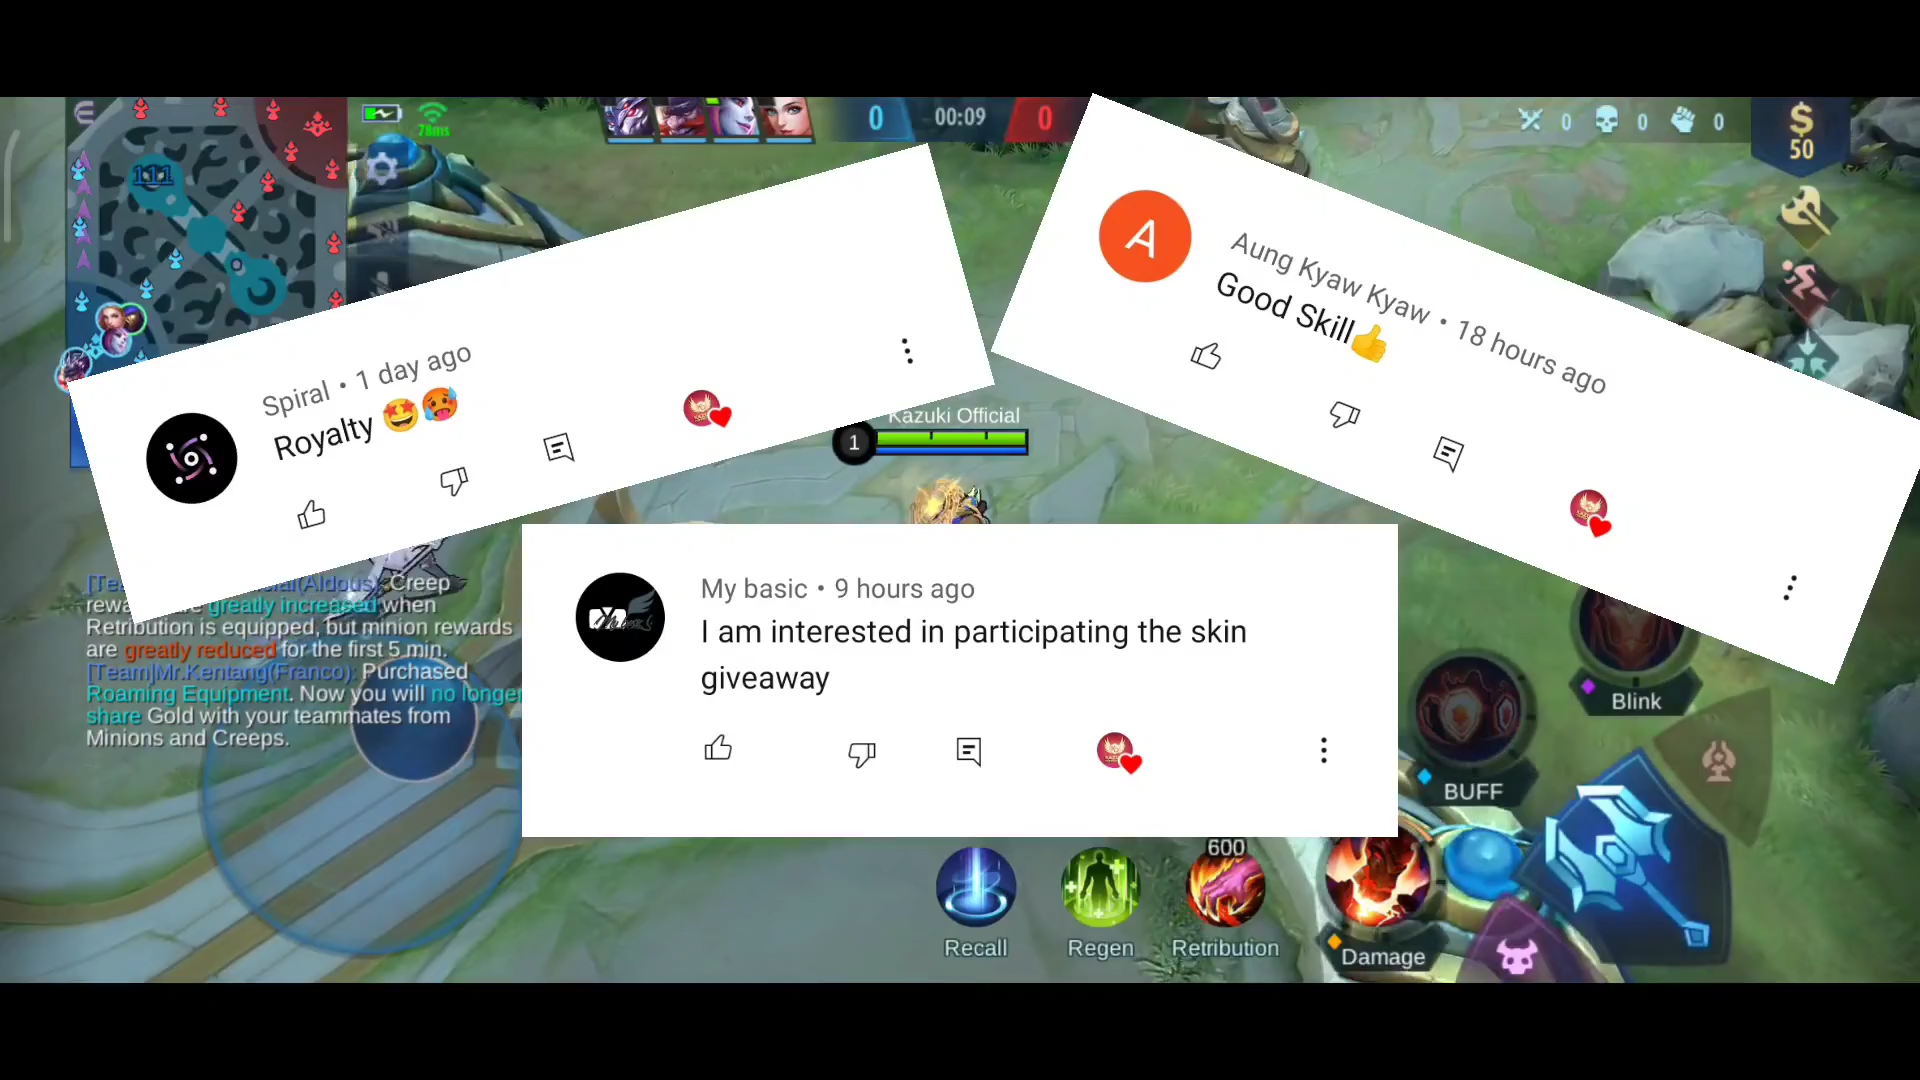 78ms
0
00:09
0
0
0
0
$
50
Spiral • 1 day ago
Royalty 🤩🥵
A
Aung Kyaw Kyaw • 18 hours ago
Good Skill👍
Kazuki Official
1
My basic • 9 hours ago
I am interested in participating the skin
giveaway
(Aldous): Creep
greatly increased when
Retribution is equipped, but minion rewards
are greatly reduced for the first 5 min.
[Team]Mr.Kentang(Franco): Purchased
Roaming Equipment. Now you will no longer
share Gold with your teammates from
Minions and Creeps.
Blink
BUFF
600
Recall
Regen
Retribution
Damage